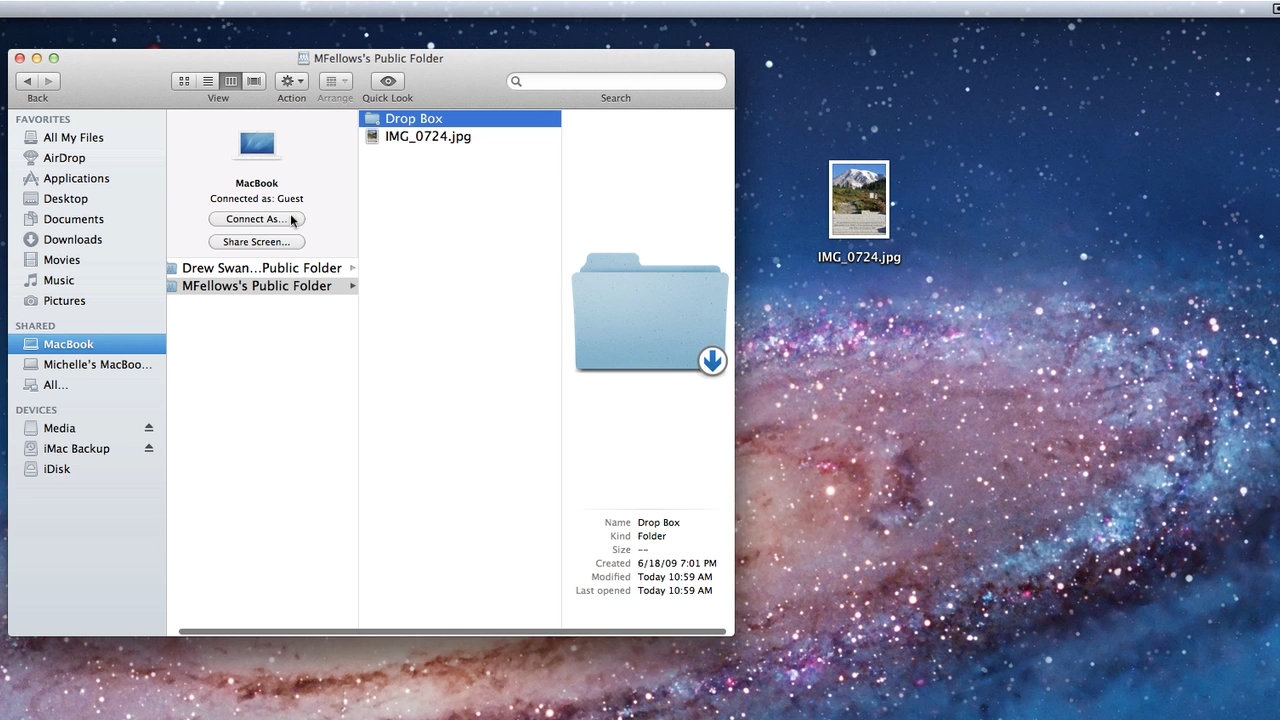 MFellows's Public Folder
Back
View
Action
Arrange
Quick Look
Search
FAVORITES
All My Files
AirDrop
Applications
Desktop
Documents
Downloads
Movies
Music
Pictures
SHARED
MacBook
Michelle's MacBoo...
All...
DEVICES
Media
iMac Backup
iDisk
MacBook
Connected as: Guest
Connect As...
Share Screen...
Drew Swan...Public Folder
MFellows's Public Folder
Drop Box
IMG_0724.jpg
Name Drop Box
Kind Folder
Size --
Created 6/18/09 7:01 PM
Modified Today 10:59 AM
Last opened Today 10:59 AM
IMG_0724.jpg